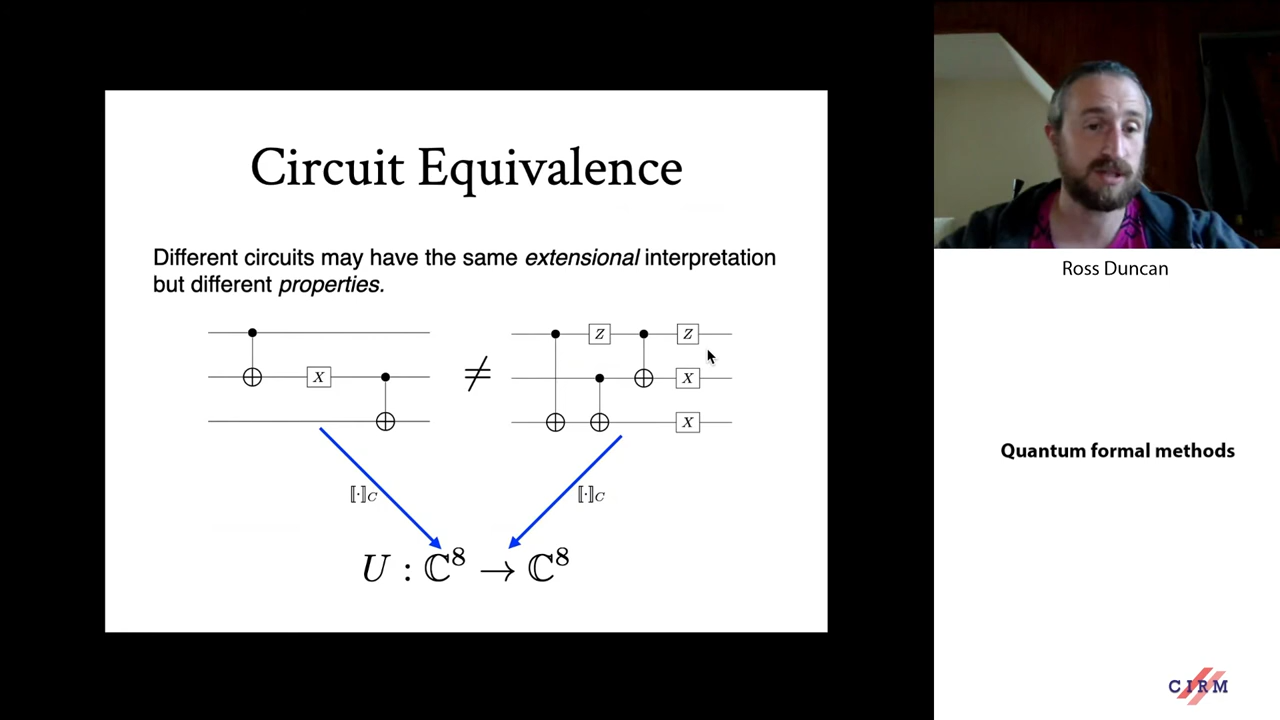 Circuit Equivalence
Different circuits may have the same extensional interpretation
but different properties.
X
≠
Z Z
X
X
⟦·⟧C
⟦·⟧C
U : ℂ⁸ → ℂ⁸
Ross Duncan
Quantum formal methods
CIRM